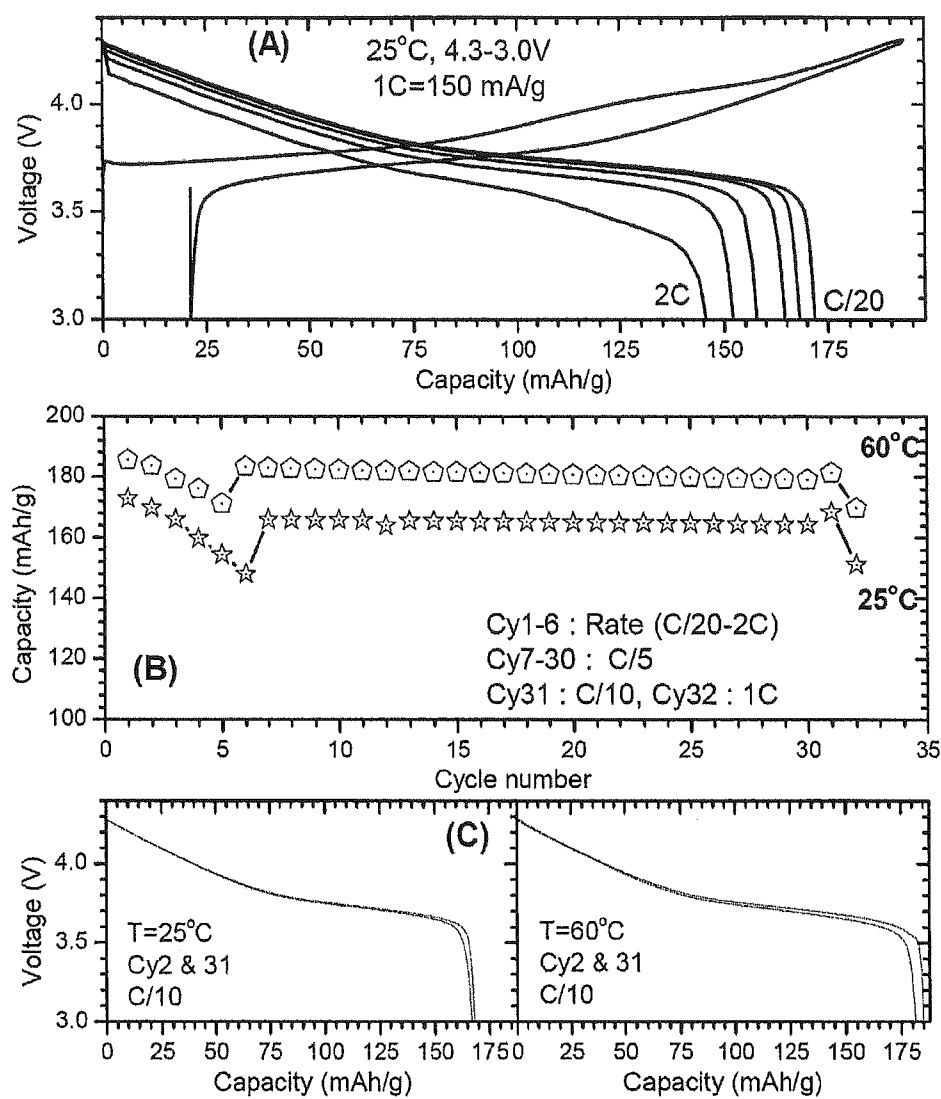 (A)
25°C, 4.3-3.0V
1C=150 mA/g
4.0
3.5
3.0
Voltage (V)
2C
C/20
0 25 50 75 100 125 150 175
Capacity (mAh/g)
200
180
160
140
120
100
Capacity (mAh/g)
60°C
25°C
Cy1-6 : Rate (C/20-2C)
Cy7-30 : C/5
Cy31 : C/10, Cy32 : 1C
(B)
0 5 10 15 20 25 30 35
Cycle number
(C)
4.0
3.5
3.0
Voltage (V)
T=25°C
Cy2 & 31
C/10
0 25 50 75 100 125 150 175
Capacity (mAh/g)
T=60°C
Cy2 & 31
C/10
0 25 50 75 100 125 150 175
Capacity (mAh/g)